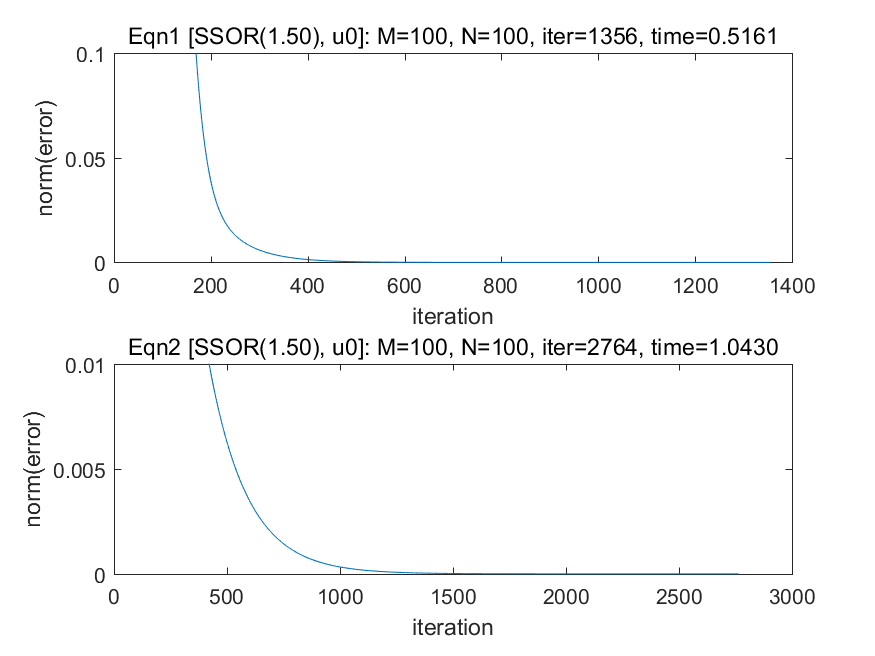 Eqn1 [SSOR(1.50), u0]: M=100, N=100, iter=1356, time=0.5161
0.1
0.05
0
norm(error)
0 200 400 600 800 1000 1200 1400
iteration
Eqn2 [SSOR(1.50), u0]: M=100, N=100, iter=2764, time=1.0430
0.01
0.005
0
norm(error)
0 500 1000 1500 2000 2500 3000
iteration